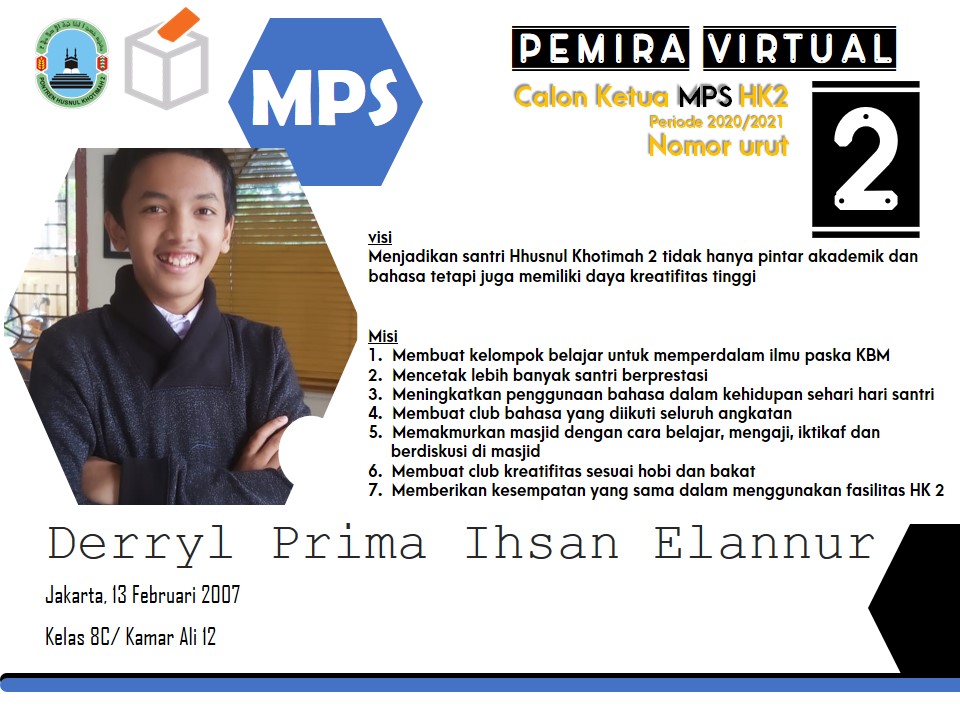 PONTREN HUSNUL KHOTIMAH 2
MPS
PEMIRA VIRTUAL
Calon Ketua MPS HK2
Periode 2020/2021
Nomor urut
2
visi
Menjadikan santri Hhusnul Khotimah 2 tidak hanya pintar akademik dan
bahasa tetapi juga memiliki daya kreatifitas tinggi
Misi
1. Membuat kelompok belajar untuk memperdalam ilmu paska KBM
2. Mencetak lebih banyak santri berprestasi
3. Meningkatkan penggunaan bahasa dalam kehidupan sehari hari santri
4. Membuat club bahasa yang diikuti seluruh angkatan
5. Memakmurkan masjid dengan cara belajar, mengaji, iktikaf dan
berdiskusi di masjid
6. Membuat club kreatifitas sesuai hobi dan bakat
7. Memberikan kesempatan yang sama dalam menggunakan fasilitas HK 2
Derryl Prima Ihsan Elannur
Jakarta, 13 Februari 2007
Kelas 8C/ Kamar Ali 12